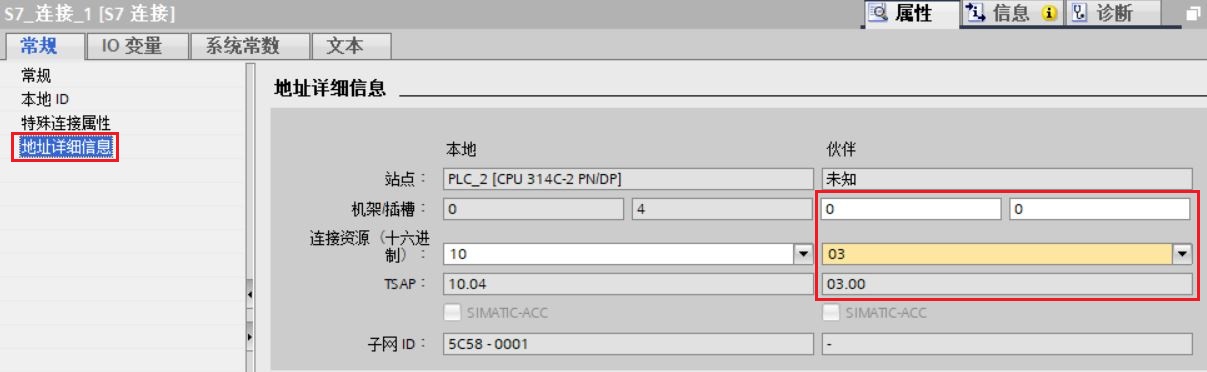 S7_连接_1 [S7 连接]
属性 信息 诊断
常规 IO 变量 系统常数 文本
常规
本地 ID
特殊连接属性
地址详细信息
地址详细信息
本地 伙伴
站点： PLC_2 [CPU 314C-2 PN/DP] 未知
机架/插槽： 0 4 0 0
连接资源（十六进
制）： 10 03
TSAP： 10.04 03.00
SIMATIC-ACC SIMATIC-ACC
子网 ID： 5C58 - 0001 -